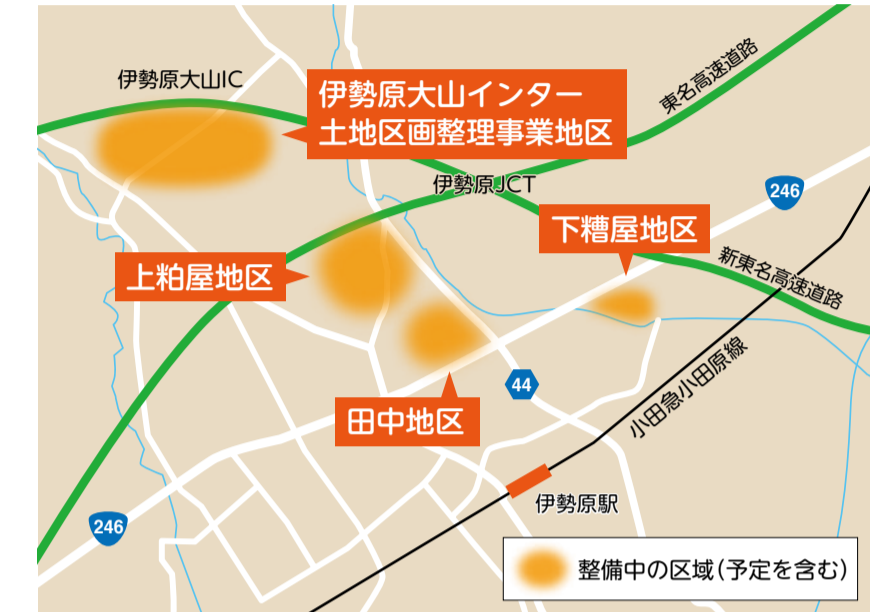 伊勢原大山IC
伊勢原大山インター
土地区画整理事業地区
東名高速道路
伊勢原JCT
246
下糟屋地区
上粕屋地区
新東名高速道路
小田急小田原線
44
田中地区
伊勢原駅
246
整備中の区域(予定を含む)